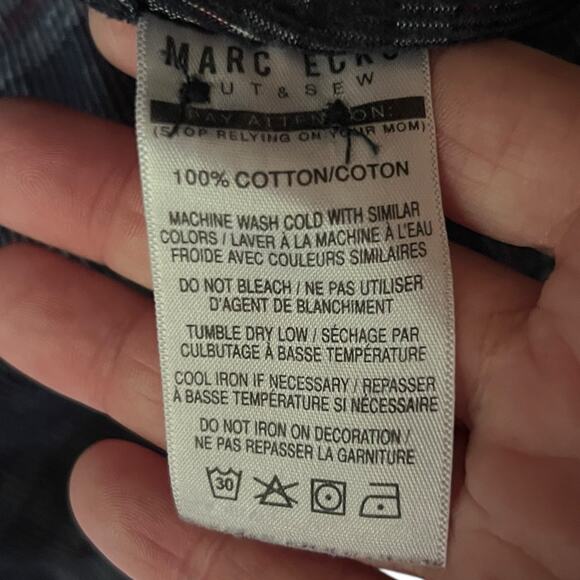 MARC ECKO
CUT & SEW
PAY ATTENTION:
(STOP RELYING ON YOUR MOM)
100% COTTON/COTON
MACHINE WASH COLD WITH SIMILAR
COLORS / LAVER À LA MACHINE À L'EAU
FROIDE AVEC COULEURS SIMILAIRES
DO NOT BLEACH / NE PAS UTILISER
D'AGENT DE BLANCHIMENT
TUMBLE DRY LOW / SÉCHAGE PAR
CULBUTAGE À BASSE TEMPÉRATURE
COOL IRON IF NECESSARY / REPASSER
À BASSE TEMPÉRATURE SI NÉCESSAIRE
DO NOT IRON ON DECORATION /
NE PAS REPASSER LA GARNITURE
30